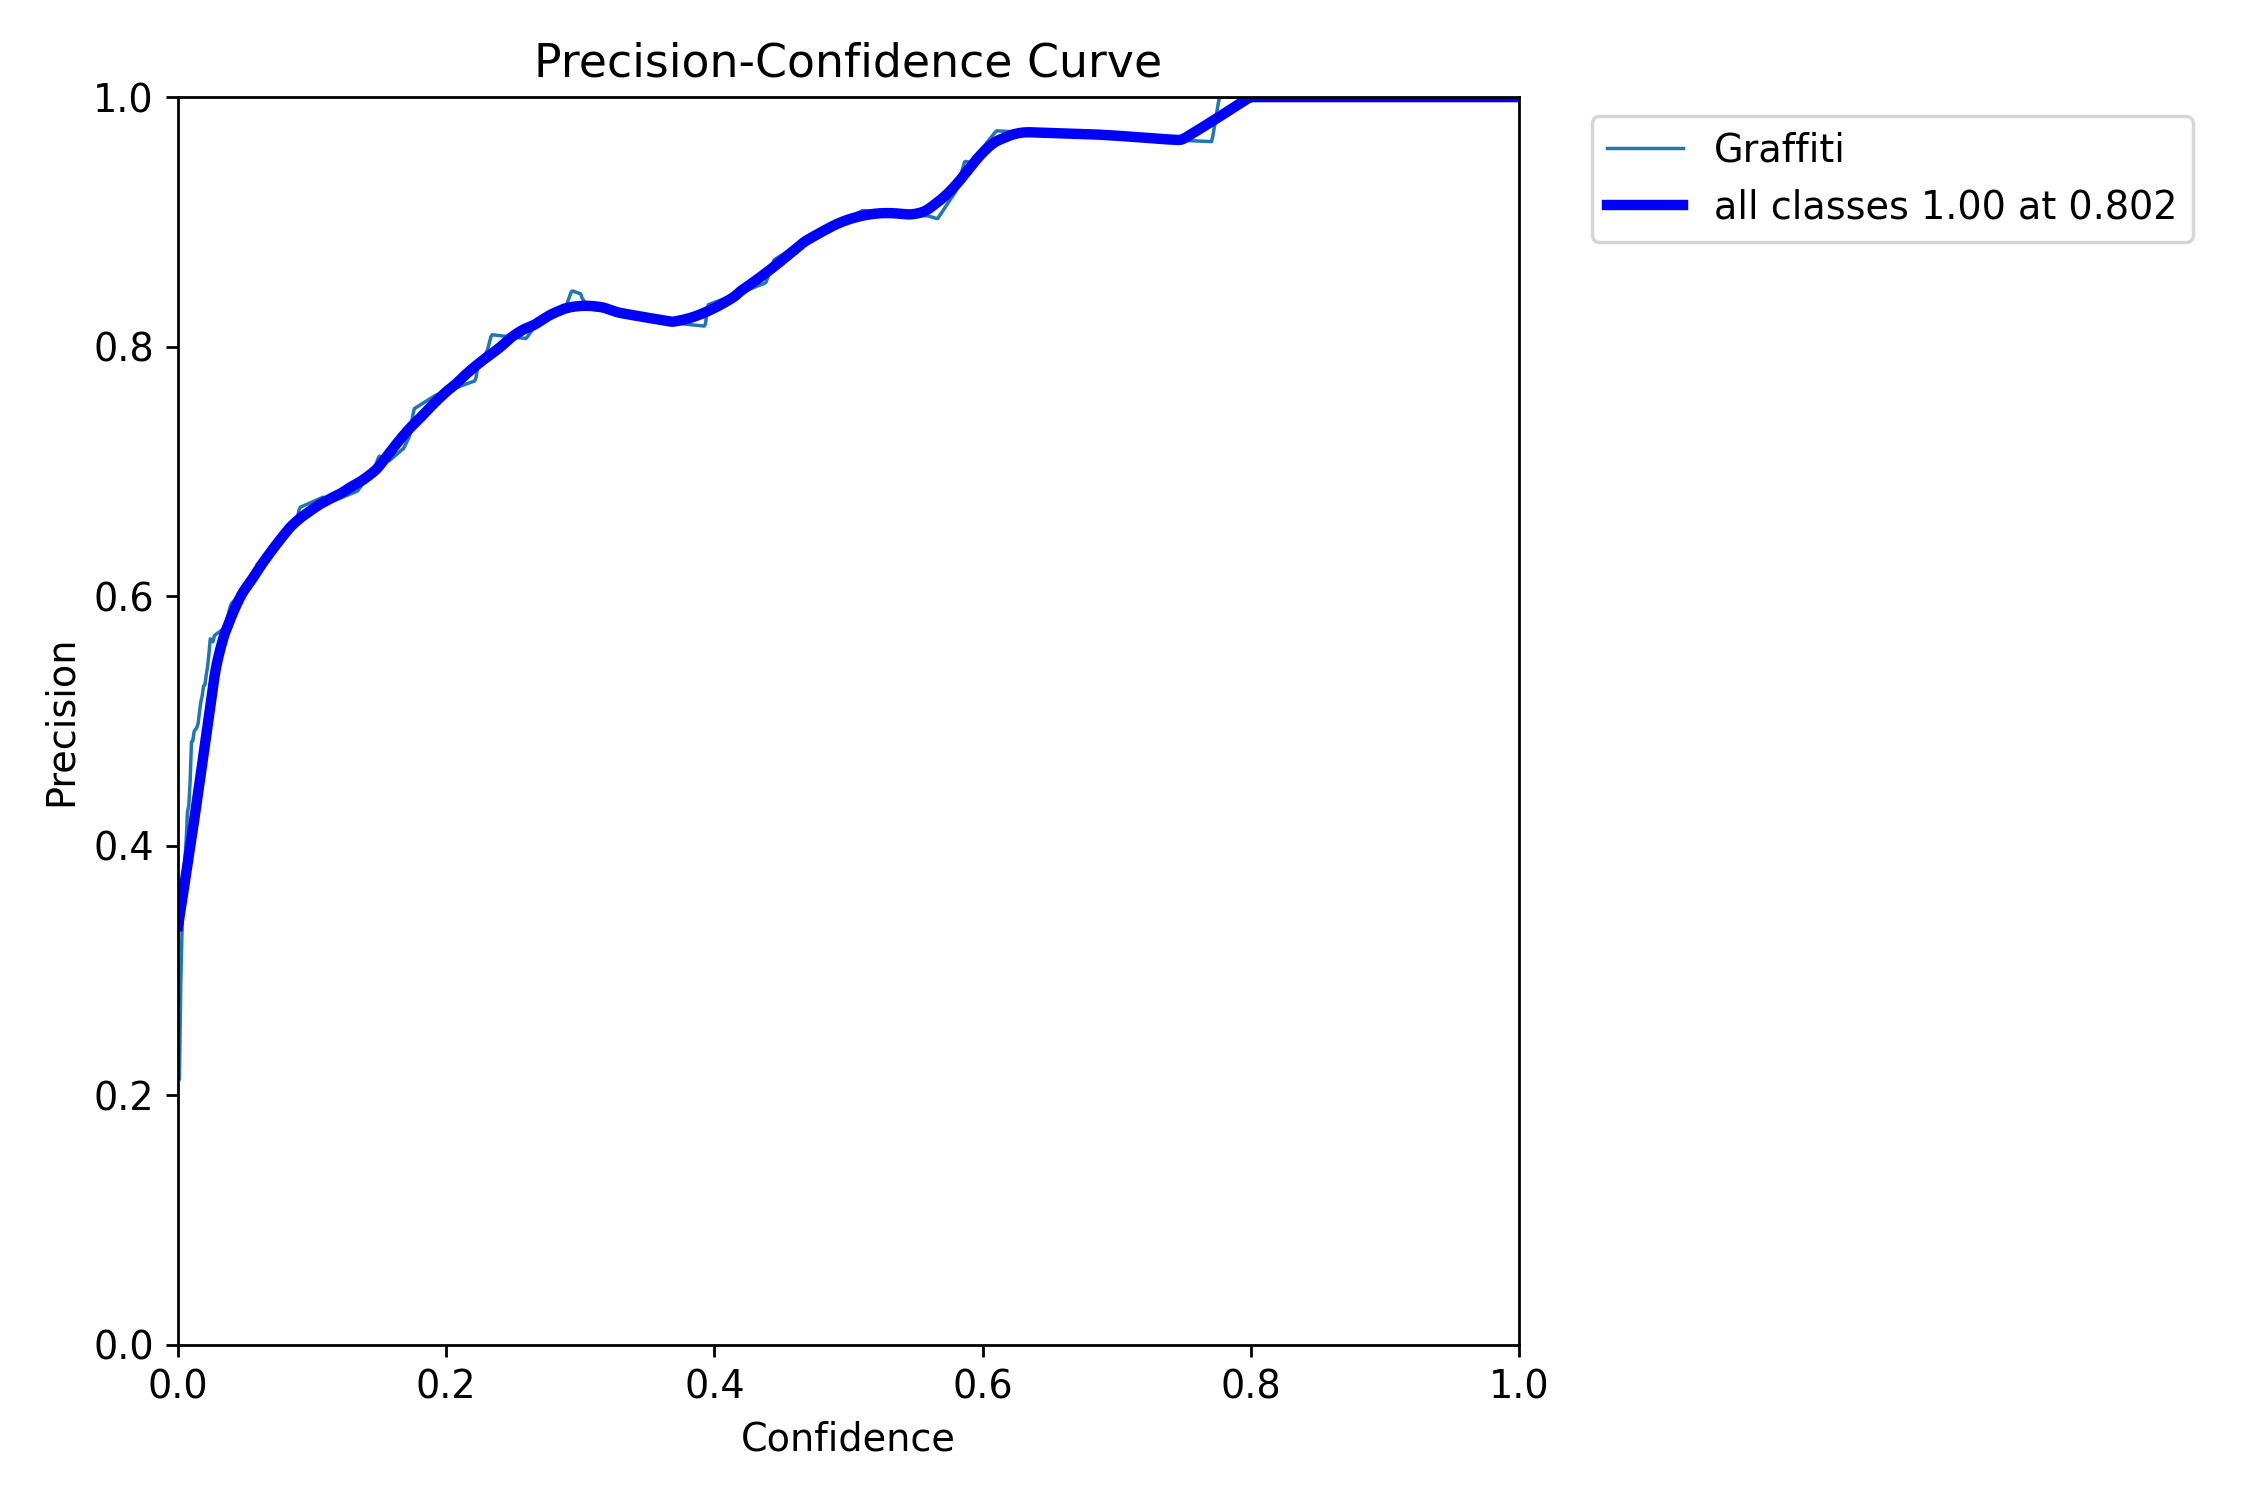 Precision-Confidence Curve
1.0
0.8
0.6
0.4
0.2
0.0
Precision
0.0 0.2 0.4 0.6 0.8 1.0
Confidence
Graffiti
all classes 1.00 at 0.802